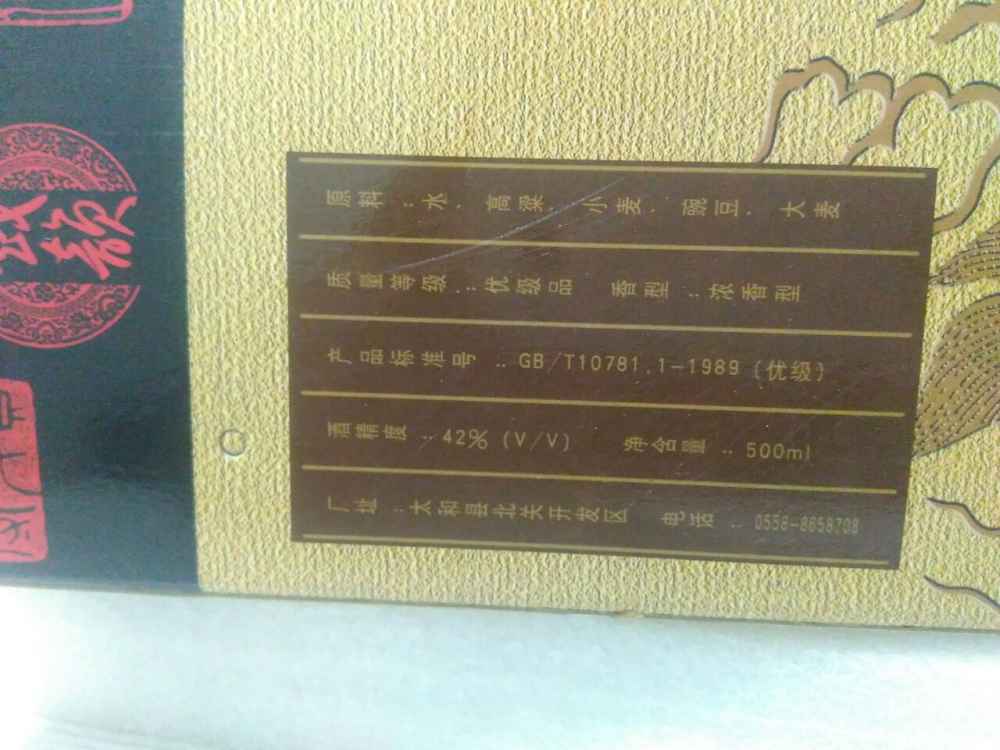 原料：水、高粱、小麦、豌豆、大麦
质量等级：优级品 香型：浓香型
产品标准号：GB/T10781.1-1989（优级）
酒精度：42%(V/V) 净含量：500ml
厂址：太和县北关开发区 电话：0558-8658708